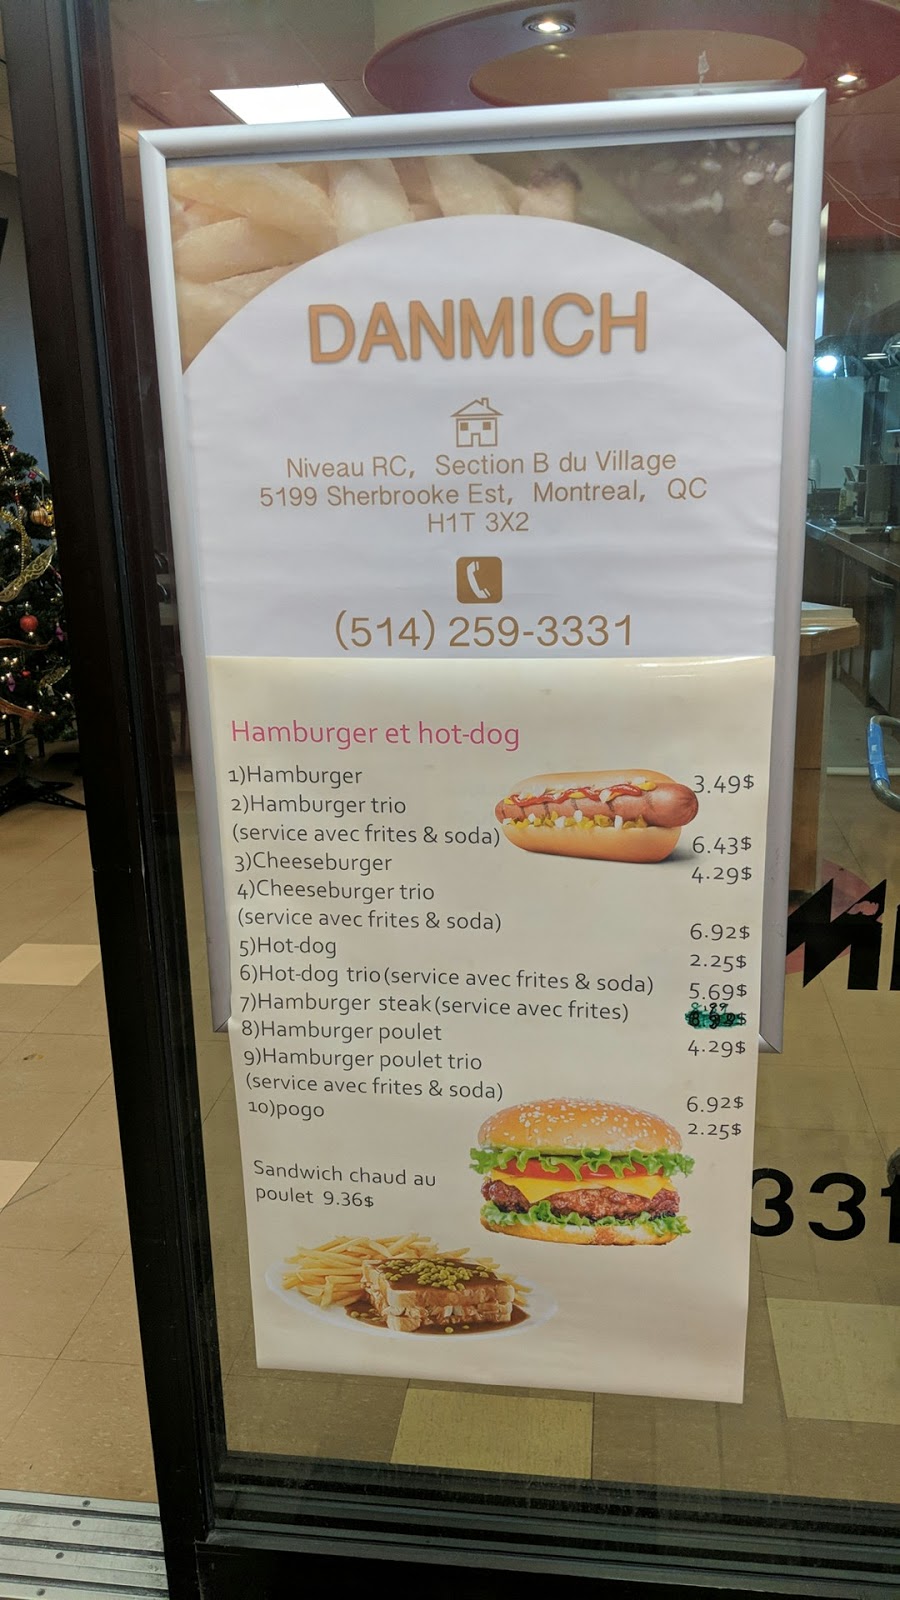 DANMICH
Niveau RC, Section B du Village
5199 Sherbrooke Est, Montreal, QC
H1T 3X2
(514) 259-3331
Hamburger et hot-dog
1)Hamburger 3.49$
2)Hamburger trio
(service avec frites & soda) 6.43$
3)Cheeseburger 4.29$
4)Cheeseburger trio
(service avec frites & soda) 6.92$
5)Hot-dog 2.25$
6)Hot-dog trio(service avec frites & soda) 5.69$
7)Hamburger steak(service avec frites)
8)Hamburger poulet 4.29$
9)Hamburger poulet trio
(service avec frites & soda) 6.92$
10)pogo 2.25$
Sandwich chaud au
poulet 9.36$